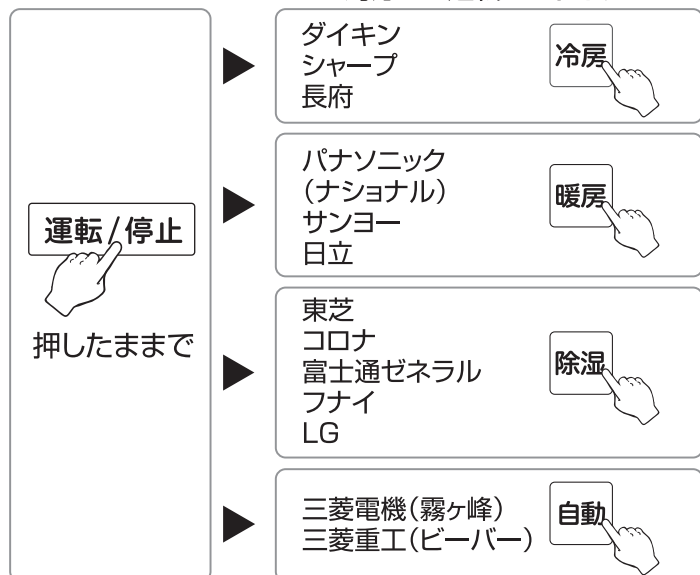 運転/停止
押したままで
ダイキン
シャープ
長府
冷房
パナソニック
(ナショナル)
サンヨー
日立
暖房
東芝
コロナ
富士通ゼネラル
フナイ
LG
除湿
三菱電機(霧ヶ峰)
三菱重工(ビーバー)
自動